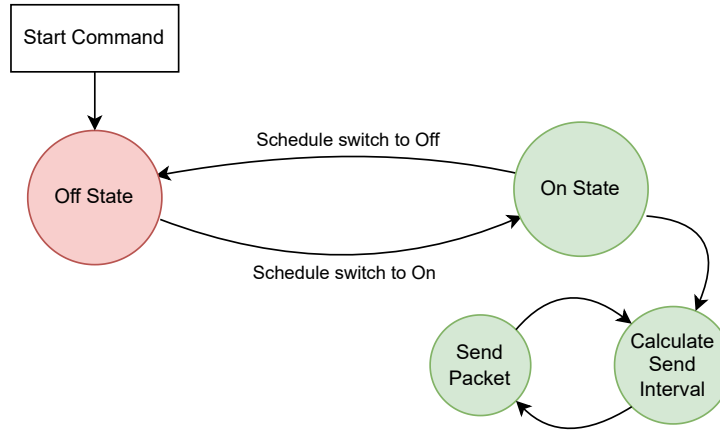 Start Command
Schedule switch to Off
Off State
On State
Schedule switch to On
Send
Packet
Calculate
Send
Interval